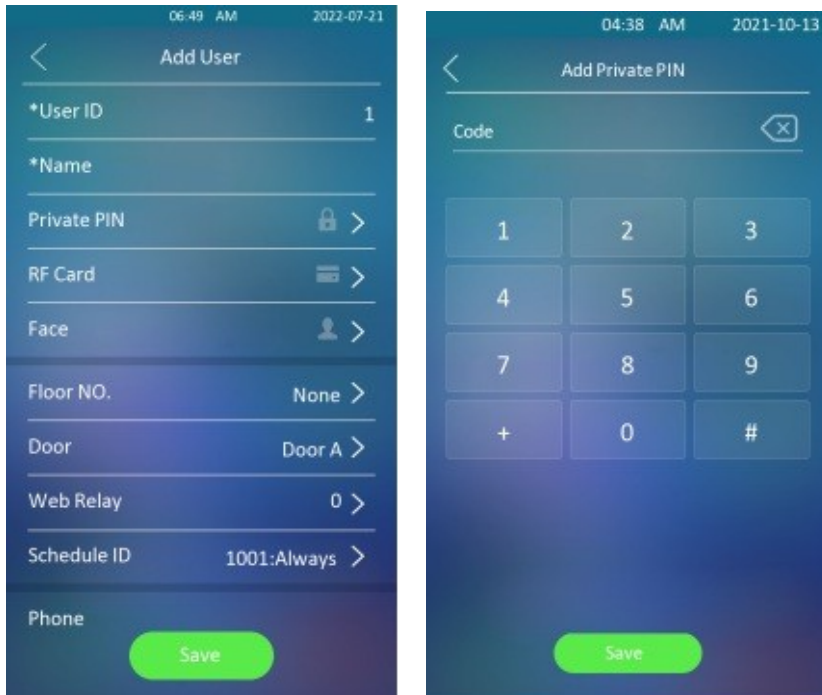 06:49 AM 2022-07-21
Add User
*User ID 1
*Name
Private PIN
RF Card
Face
Floor NO. None
Door Door A
Web Relay 0
Schedule ID 1001:Always
Phone
Save
04:38 AM 2021-10-13
Add Private PIN
Code
1 2 3
4 5 6
7 8 9
+ 0 #
Save